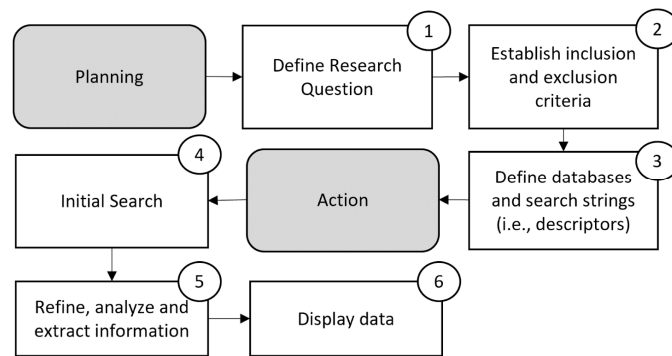 Planning
1
Define Research
Question
2
Establish inclusion
and exclusion
criteria
3
Define databases
and search strings
(i.e., descriptors)
Action
4
Initial Search
5
Refine, analyze and
extract information
6
Display data